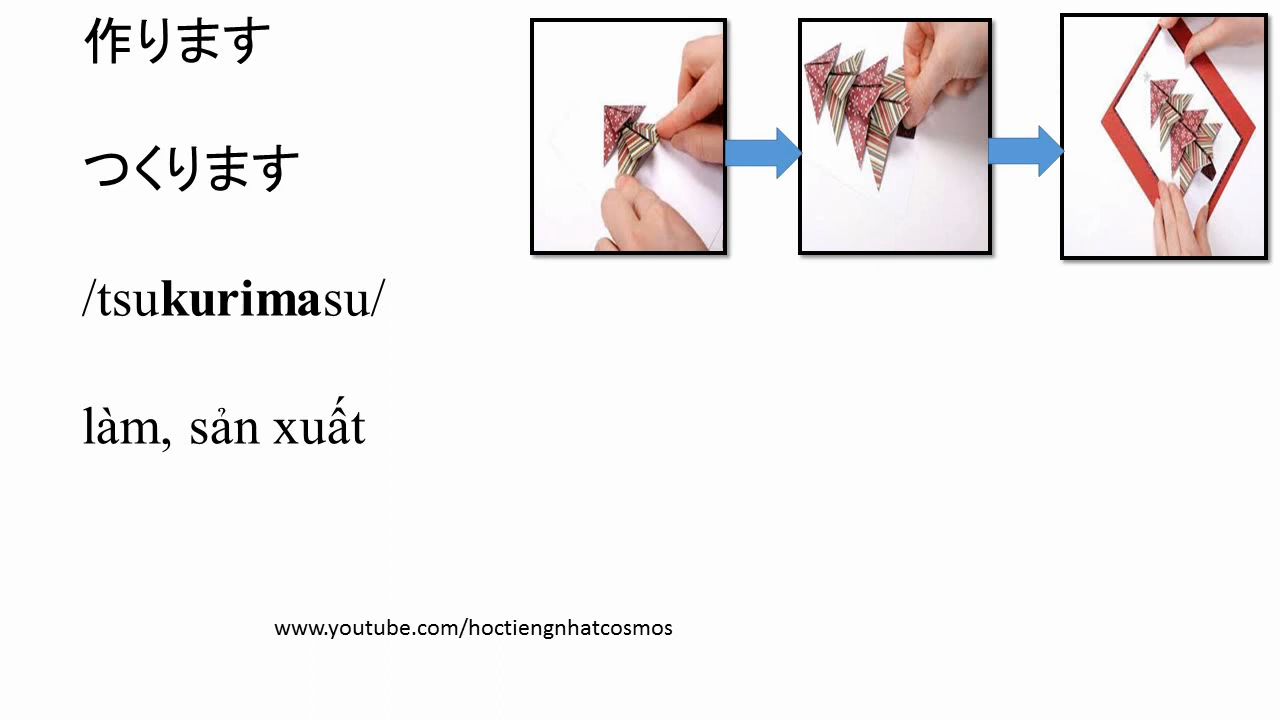 作ります
つくります
/tsukurimasu/
làm, sản xuất
www.youtube.com/hoctiengnhatcosmos